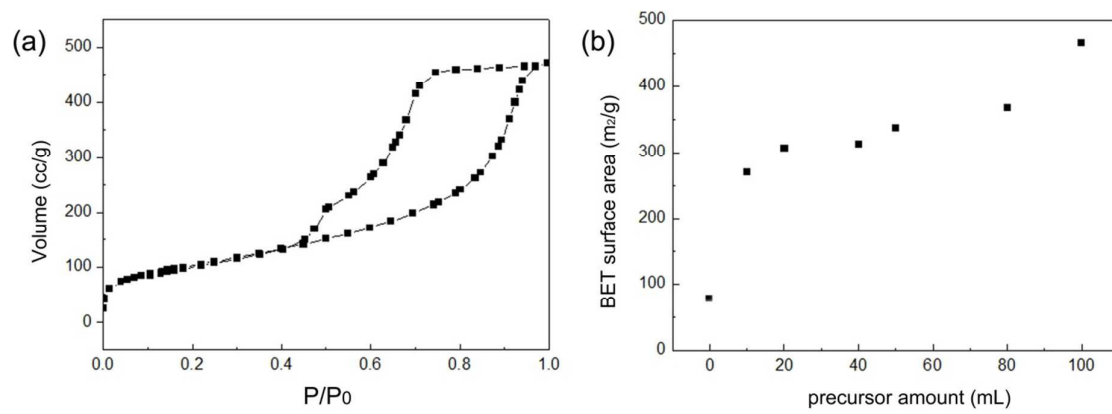 (a)
500
400
300
200
100
0
Volume (cc/g)
0.0 0.2 0.4 0.6 0.8 1.0
P/P0
(b)
500
400
300
200
100
0
BET surface area (m2/g)
0 20 40 60 80 100
precursor amount (mL)